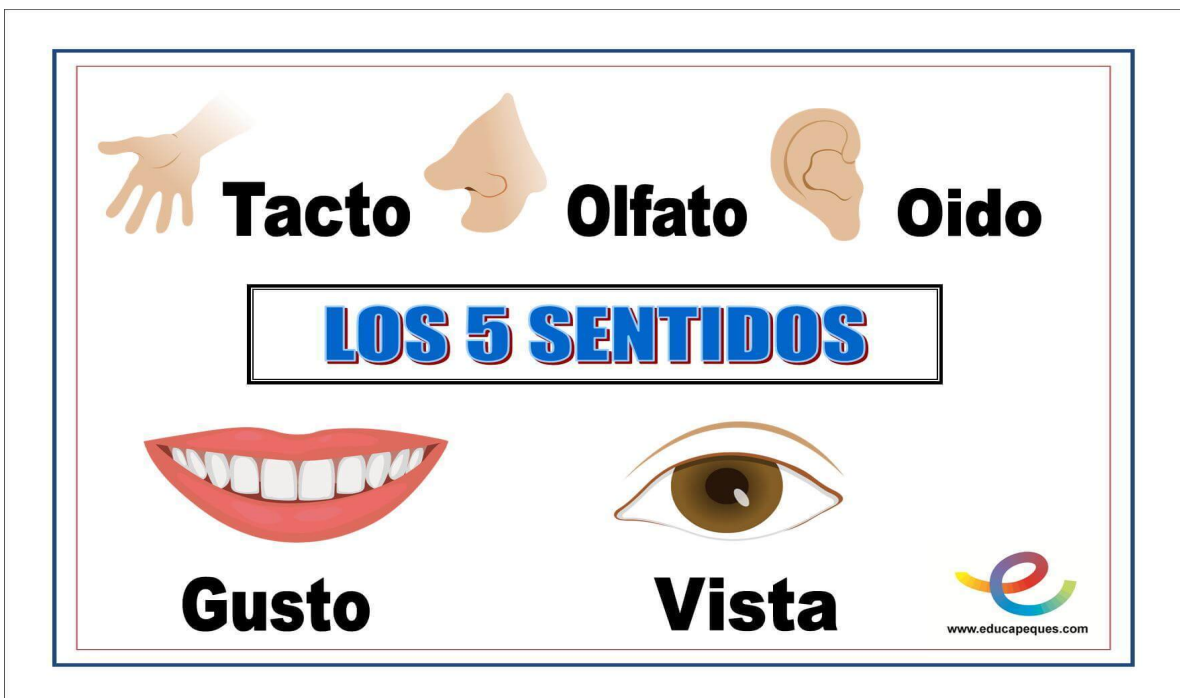 Tacto
Olfato
Oido
LOS 5 SENTIDOS
Gusto
Vista
www.educapeques.com